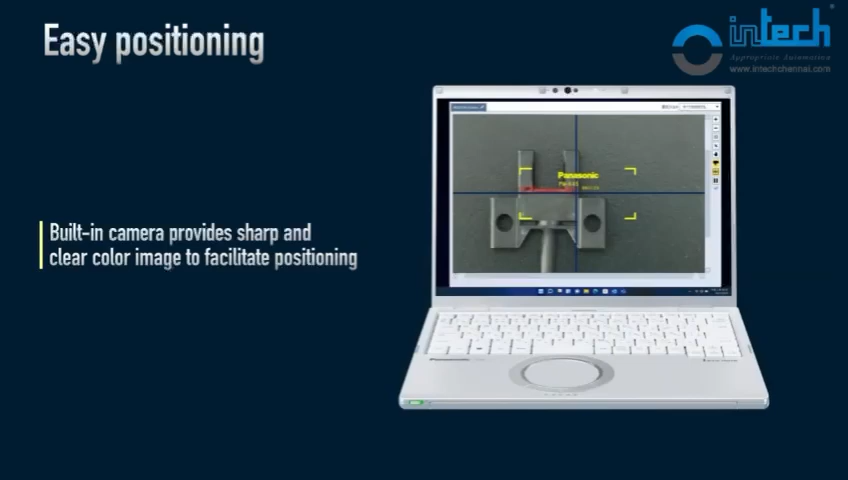 Easy positioning
intech
Appropriate Automation
www.intechchennai.com
Panasonic
Built-in camera provides sharp and
clear color image to facilitate positioning
Panasonic